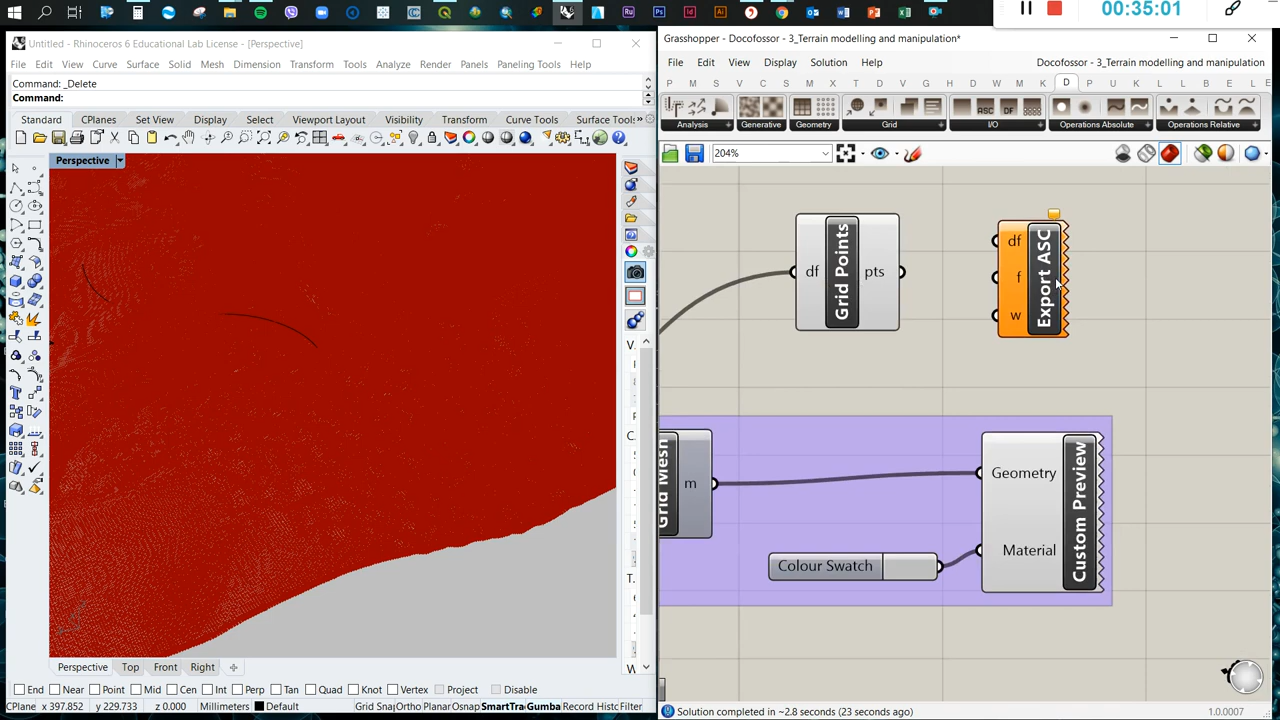 00:35:01
Untitled - Rhinoceros 6 Educational Lab License - [Perspective]
File Edit View Curve Surface Solid Mesh Dimension Transform Tools Analyze Render Panels Paneling Tools Help
Command: _Delete
Command:
Standard CPlanes Set View Display Select Viewport Layout Visibility Transform Curve Tools Surface Tools
Perspective
Perspective Top Front Right
End Near Point Mid Cen Int Perp Tan Quad Knot Vertex Project Disable
CPlane x 397.852 y 229.733 z 0.000 Millimeters Default Grid Snap Ortho Planar Osnap SmartTrack Gumball Record History Filter
Grasshopper - Docofossor - 3_Terrain modelling and manipulation*
File Edit View Display Solution Help Docofossor - 3_Terrain modelling and manipulation
P M S V C S M I T D W M X K D P U R L L L L E
Analysis Generative Geometry Grid I/O Operations Absolute Operations Relative
204%
df Grid Points pts
df
f
w
Export ASC
Grid Mesh m
Geometry
Material
Custom Preview
Colour Swatch
Solution completed in ~2.8 seconds (23 seconds ago) 1.0.0007